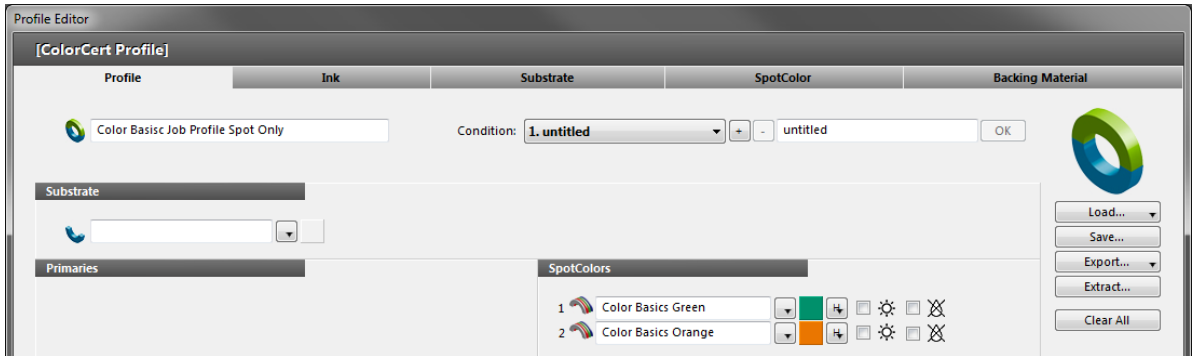 Profile Editor
[ColorCert Profile]
Profile Ink Substrate SpotColor Backing Material
Color Basisc Job Profile Spot Only Condition: 1. untitled + - untitled OK
Substrate
Load...
Save...
Primaries SpotColors Export...
Extract...
1 Color Basics Green H
2 Color Basics Orange H
Clear All